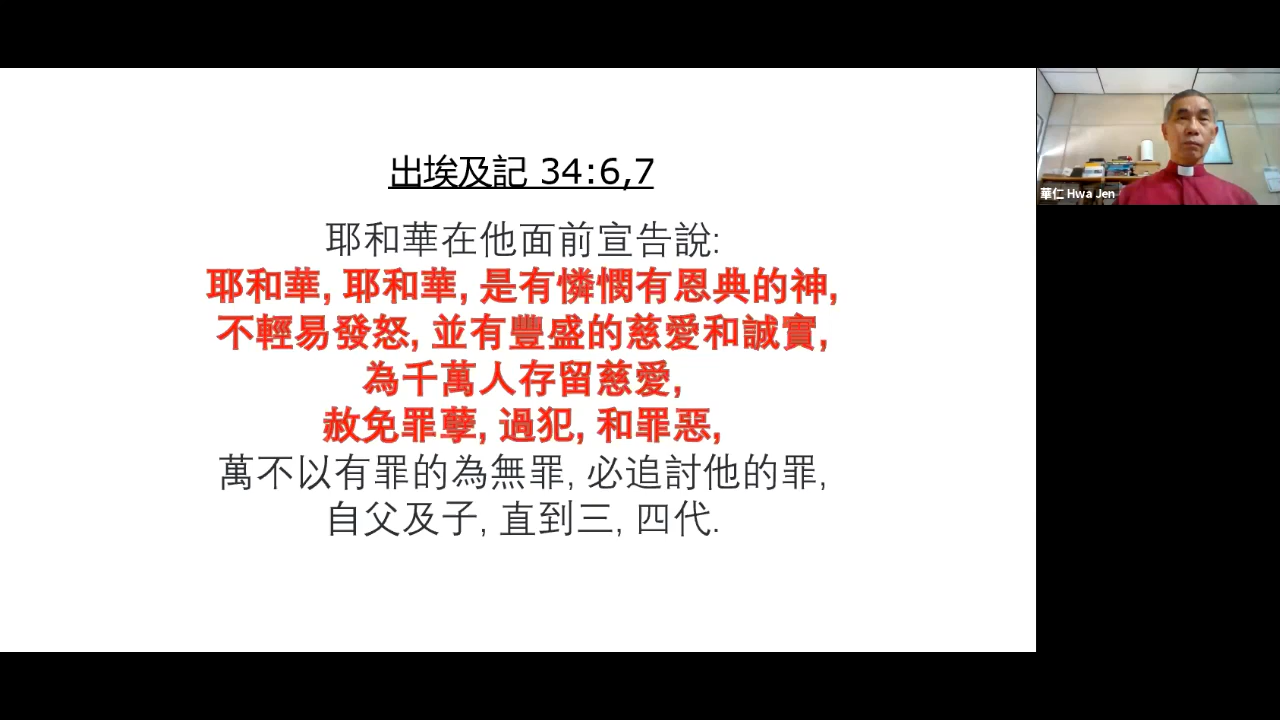 出埃及記 34:6,7
耶和華在他面前宣告說:
耶和華, 耶和華, 是有憐憫有恩典的神,
不輕易發怒, 並有豐盛的慈愛和誠實,
為千萬人存留慈愛,
赦免罪孽, 過犯, 和罪惡,
萬不以有罪的為無罪, 必追討他的罪,
自父及子, 直到三, 四代.
華仁 Hwa Jen